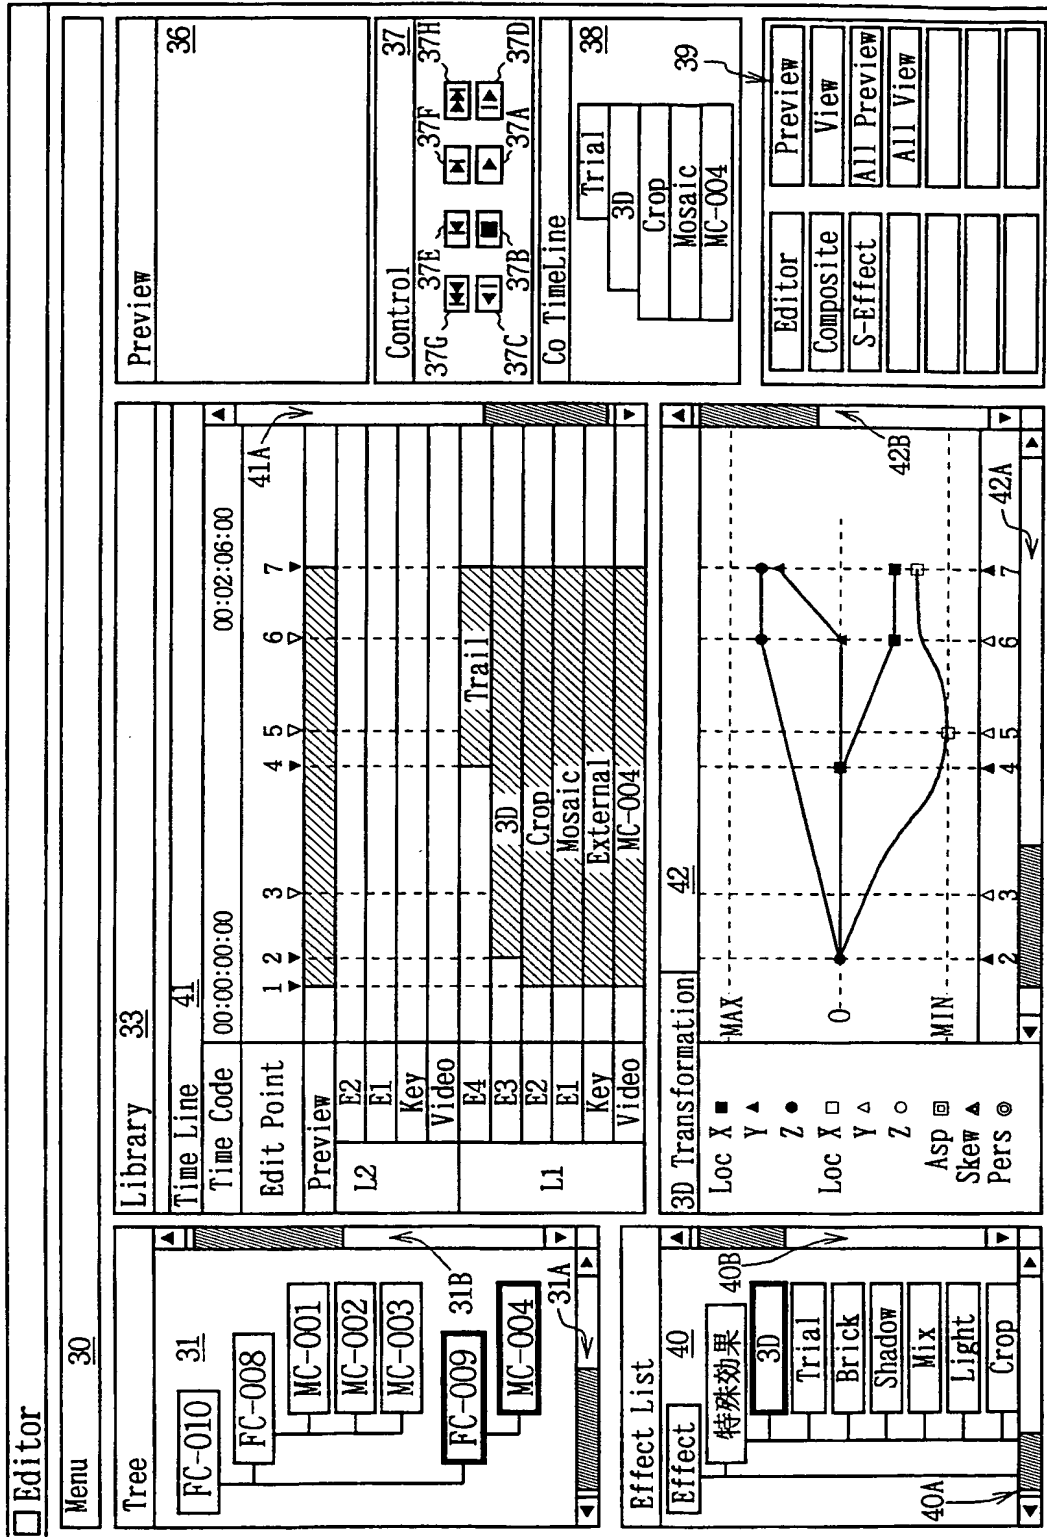 Editor
Menu 30
Tree
31
FC-010
FC-008
MC-001
MC-002
MC-003
FC-009
MC-004
31B
31A
Effect List
40
Effect
特殊効果
3D
Trial
Brick
Shadow
Mix
Light
Crop
40B
40A
Library 33
Time Line 41
Time Code 00:00:00:00 00:02:06:00
Edit Point 1 2 3 4 5 6 7
41A
Preview
L2
E2
E1
Key
Video
L1
E4 Trail
E3 3D
E2 Crop
E1 Mosaic
Key External
Video MC-004
3D Transformation 42
Loc X
Y
Z
Loc X
Y
Z
Asp
Skew
Pers
MAX
0
MIN
2 3 4 5 6 7
42B
42A
Preview
36
Control 37
37G 37E 37F 37H
37C 37B 37A 37D
Co TimeLine
38
Trial
3D
Crop
Mosaic
MC-004
39
Editor Preview
Composite View
S-Effect All Preview
All View